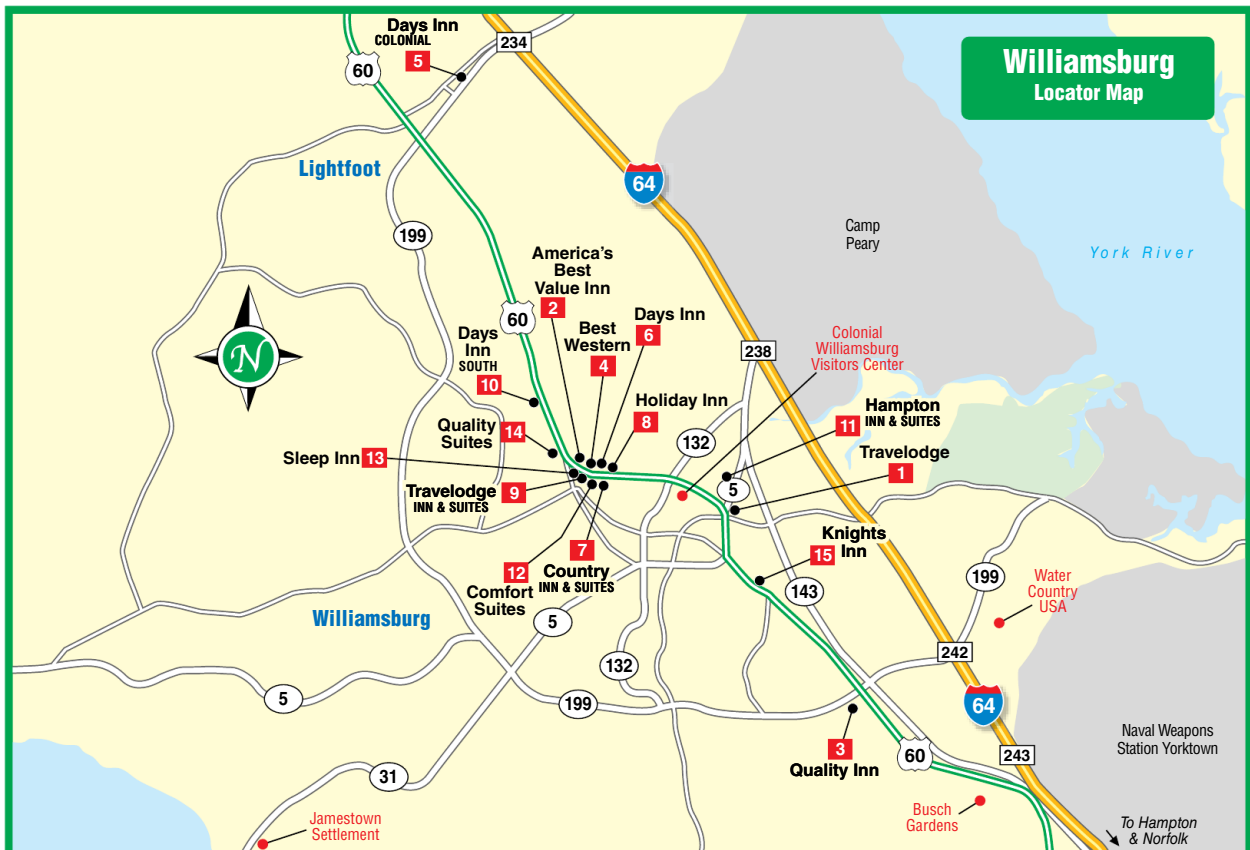 Williamsburg
Locator Map
Days Inn
COLONIAL
5
234
60
Lightfoot
64
199
Camp
Peary
York River
America's
Best
Value Inn
2
60
Days Inn
6
Best
Western
4
Days
Inn
SOUTH
10
Colonial
Williamsburg
Visitors Center
238
N
Holiday Inn
8
Hampton
INN & SUITES
11
Quality
Suites
14
132
Travelodge
1
Sleep Inn
13
Travelodge
INN & SUITES
9
5
Knights
Inn
15
7
Country
INN & SUITES
12
Comfort
Suites
143
199
Water
Country
USA
Williamsburg
5
132
242
5
199
64
3
Quality Inn
60
243
Naval Weapons
Station Yorktown
31
Jamestown
Settlement
Busch
Gardens
To Hampton
& Norfolk